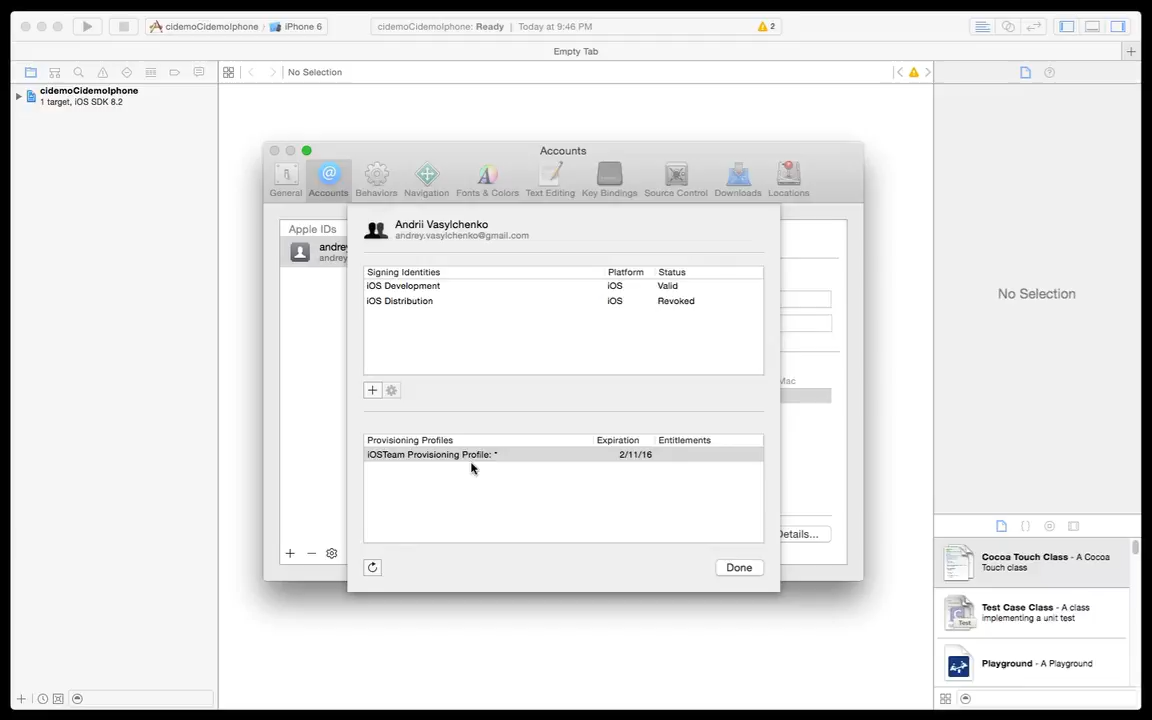 cidemoCidemoIphone
iPhone 6
cidemoCidemoIphone: Ready | Today at 9:46 PM
2
Empty Tab
No Selection
cidemoCidemoIphone
1 target, iOS SDK 8.2
Accounts
General
Accounts
Behaviors
Navigation
Fonts & Colors
Text Editing
Key Bindings
Source Control
Downloads
Locations
Apple IDs
andrey
andrey
Andrii Vasylchenko
andrey.vasylchenko@gmail.com
Signing Identities Platform Status
iOS Development iOS Valid
iOS Distribution iOS Revoked
Mac
Provisioning Profiles Expiration Entitlements
iOSTeam Provisioning Profile: * 2/11/16
Details...
Done
No Selection
Cocoa Touch Class - A Cocoa
Touch class
Test Case Class - A class
implementing a unit test
Test
Playground - A Playground